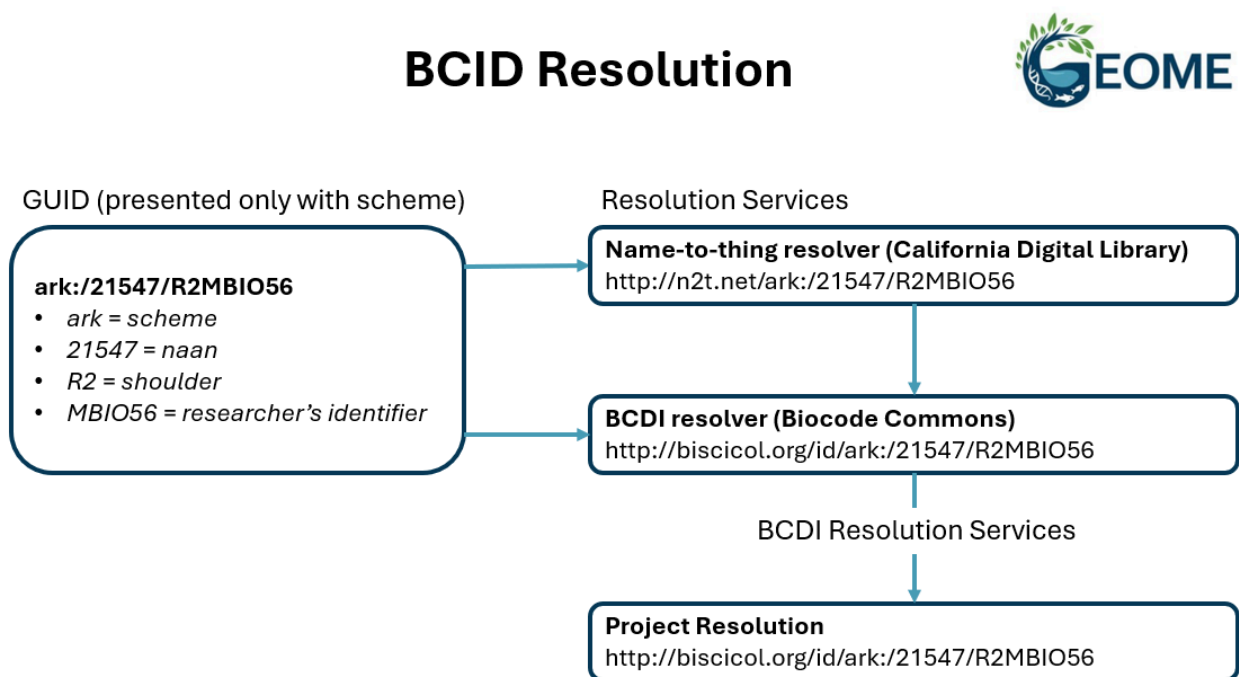 BCID Resolution
GEOME
GUID (presented only with scheme)
ark:/21547/R2MBIO56
• ark = scheme
• 21547 = naan
• R2 = shoulder
• MBIO56 = researcher’s identifier
Resolution Services
Name-to-thing resolver (California Digital Library)
http://n2t.net/ark:/21547/R2MBIO56
BCDI resolver (Biocode Commons)
http://biscicol.org/id/ark:/21547/R2MBIO56
BCDI Resolution Services
Project Resolution
http://biscicol.org/id/ark:/21547/R2MBIO56